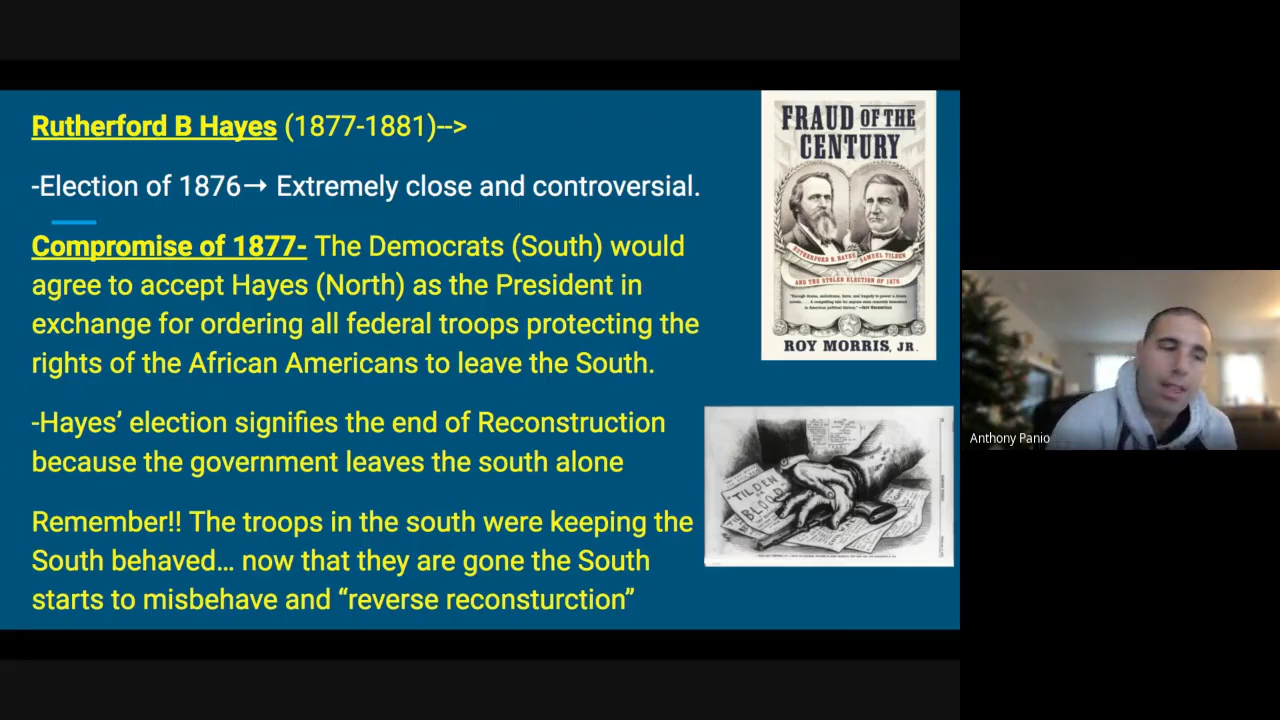 Rutherford B Hayes (1877-1881)-->
-Election of 1876→ Extremely close and controversial.
Compromise of 1877- The Democrats (South) would
agree to accept Hayes (North) as the President in
exchange for ordering all federal troops protecting the
rights of the African Americans to leave the South.
-Hayes’ election signifies the end of Reconstruction
because the government leaves the south alone
Remember!! The troops in the south were keeping the
South behaved... now that they are gone the South
starts to misbehave and “reverse reconsturction”
FRAUD OF THE
CENTURY
RUTHERFORD B. HAYES, SAMUEL TILDEN
AND THE STOLEN ELECTION OF 1876
ROY MORRIS, JR.
"TILDEN
OR
BLOOD"
Anthony Panio